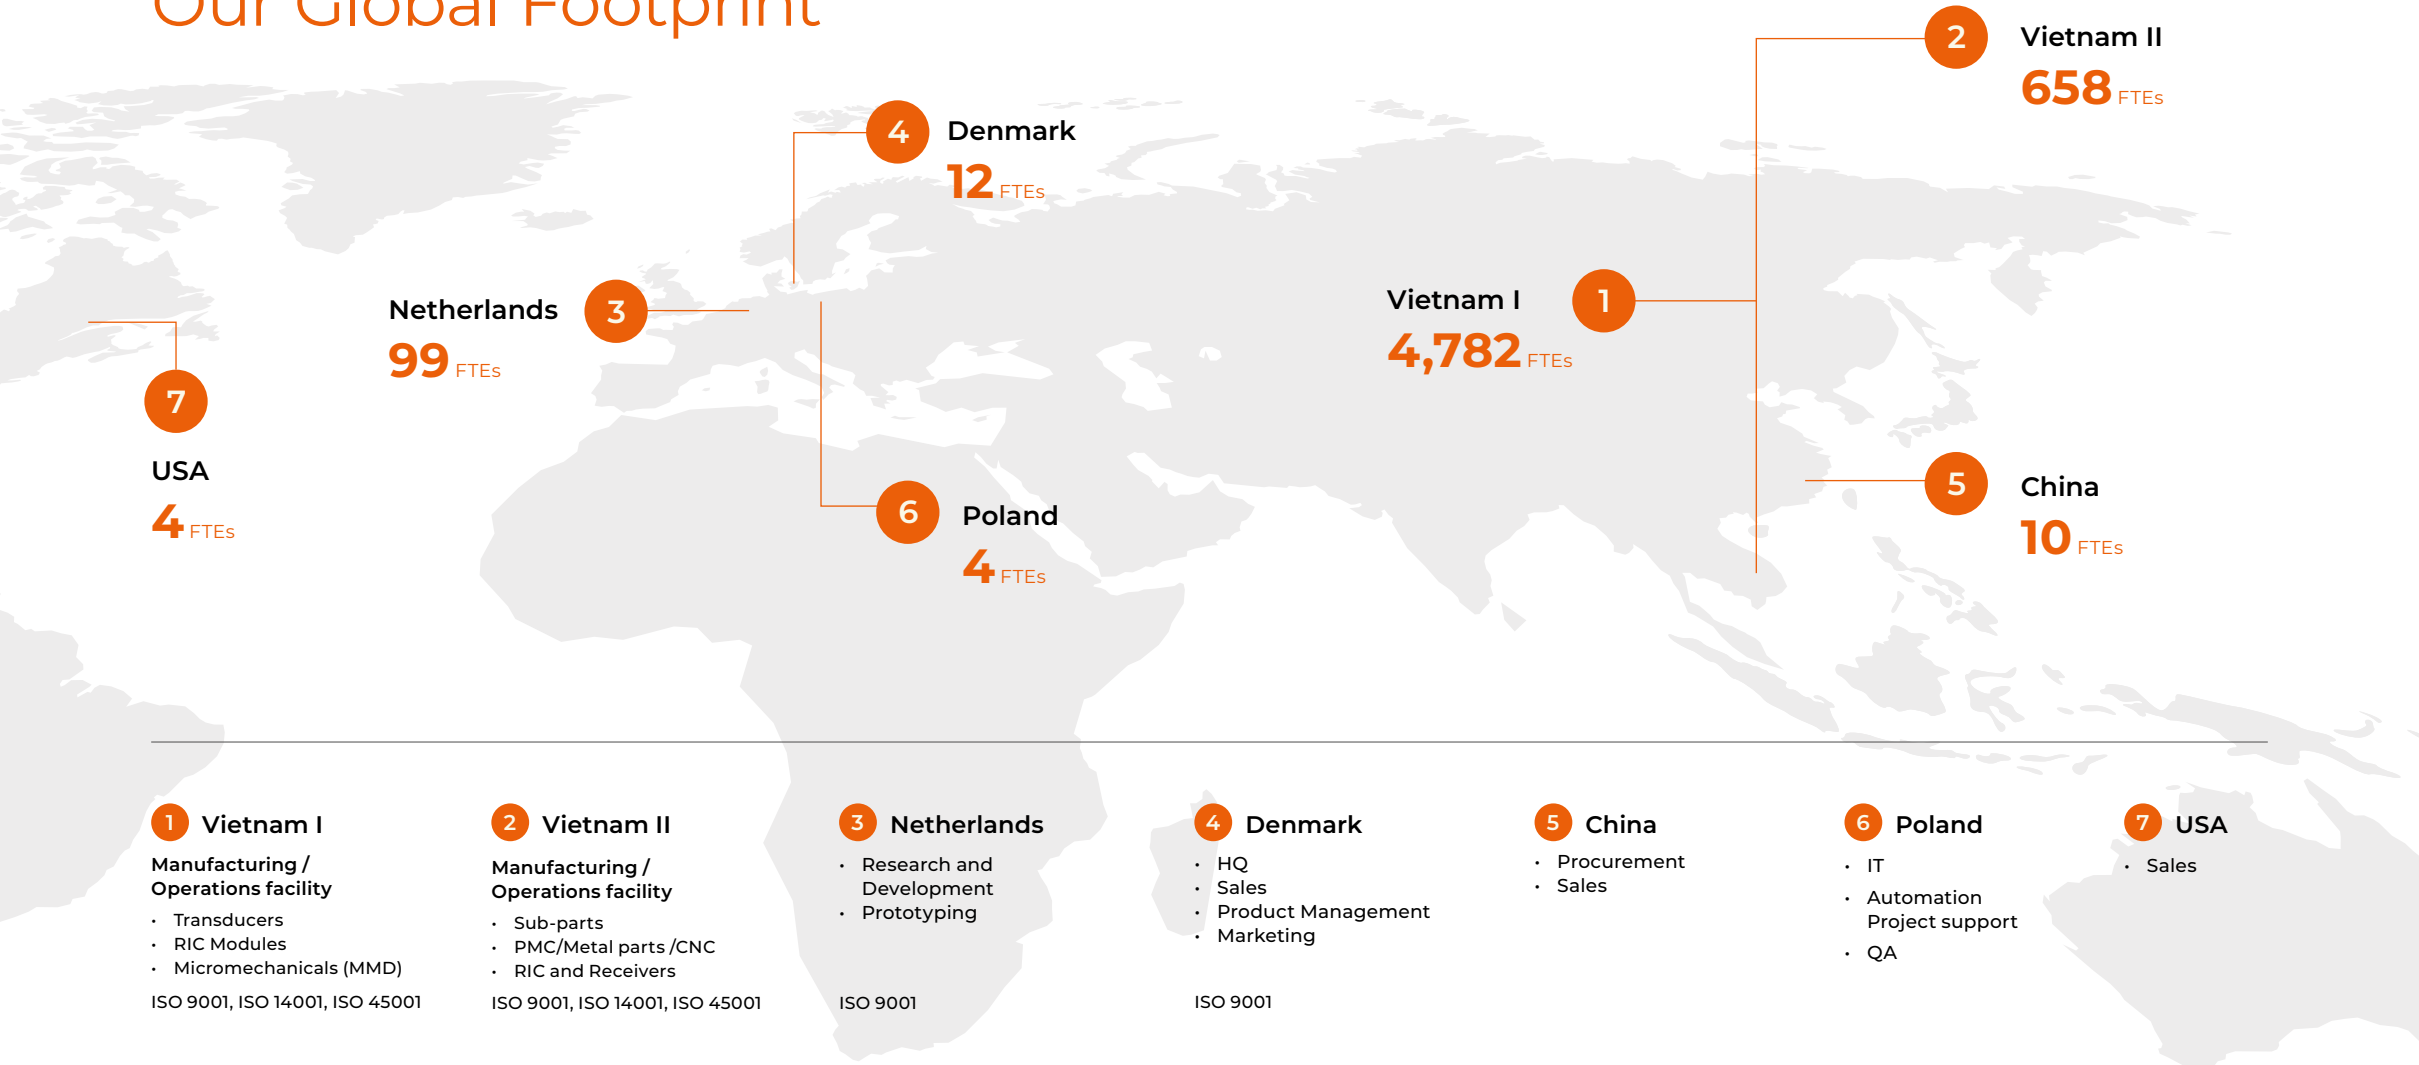 Our Global Footprint
2 Vietnam II
658 FTEs
4 Denmark
12 FTEs
Netherlands 3
99 FTEs
Vietnam I 1
4,782 FTEs
7
USA
4 FTEs
5 China
10 FTEs
6 Poland
4 FTEs
1 Vietnam I
Manufacturing /
Operations facility
• Transducers
• RIC Modules
• Micromechanicals (MMD)
ISO 9001, ISO 14001, ISO 45001
2 Vietnam II
Manufacturing /
Operations facility
• Sub-parts
• PMC/Metal parts /CNC
• RIC and Receivers
ISO 9001, ISO 14001, ISO 45001
3 Netherlands
• Research and
Development
• Prototyping
ISO 9001
4 Denmark
• HQ
• Sales
• Product Management
• Marketing
ISO 9001
5 China
• Procurement
• Sales
6 Poland
• IT
• Automation
Project support
• QA
7 USA
• Sales